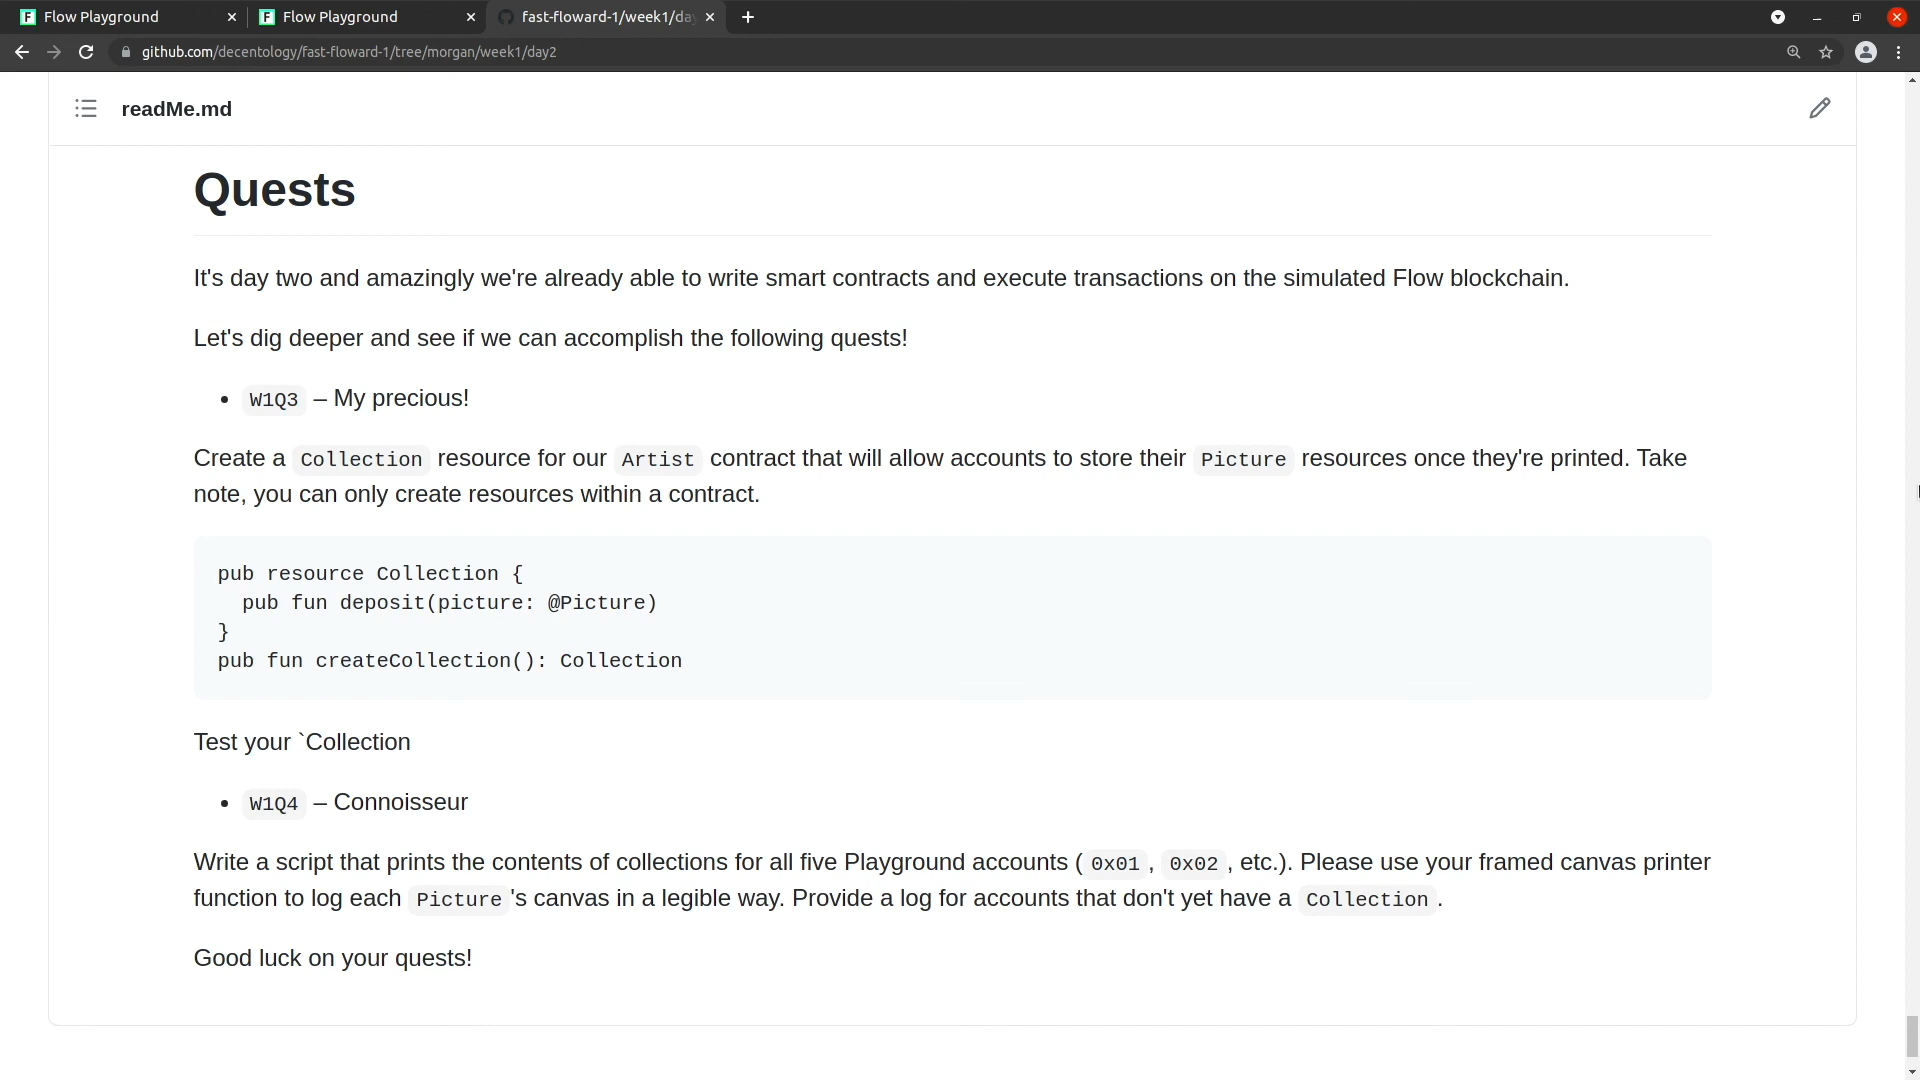 Flow Playground
Flow Playground
fast-floward-1/week1/da
github.com/decentology/fast-floward-1/tree/morgan/week1/day2
readMe.md
Quests
It's day two and amazingly we're already able to write smart contracts and execute transactions on the simulated Flow blockchain.
Let's dig deeper and see if we can accomplish the following quests!
• W1Q3 – My precious!
Create a Collection resource for our Artist contract that will allow accounts to store their Picture resources once they're printed. Take
note, you can only create resources within a contract.
pub resource Collection {
  pub fun deposit(picture: @Picture)
}
pub fun createCollection(): Collection
Test your `Collection
• W1Q4 – Connoisseur
Write a script that prints the contents of collections for all five Playground accounts ( 0x01 , 0x02 , etc.). Please use your framed canvas printer
function to log each Picture 's canvas in a legible way. Provide a log for accounts that don't yet have a Collection .
Good luck on your quests!